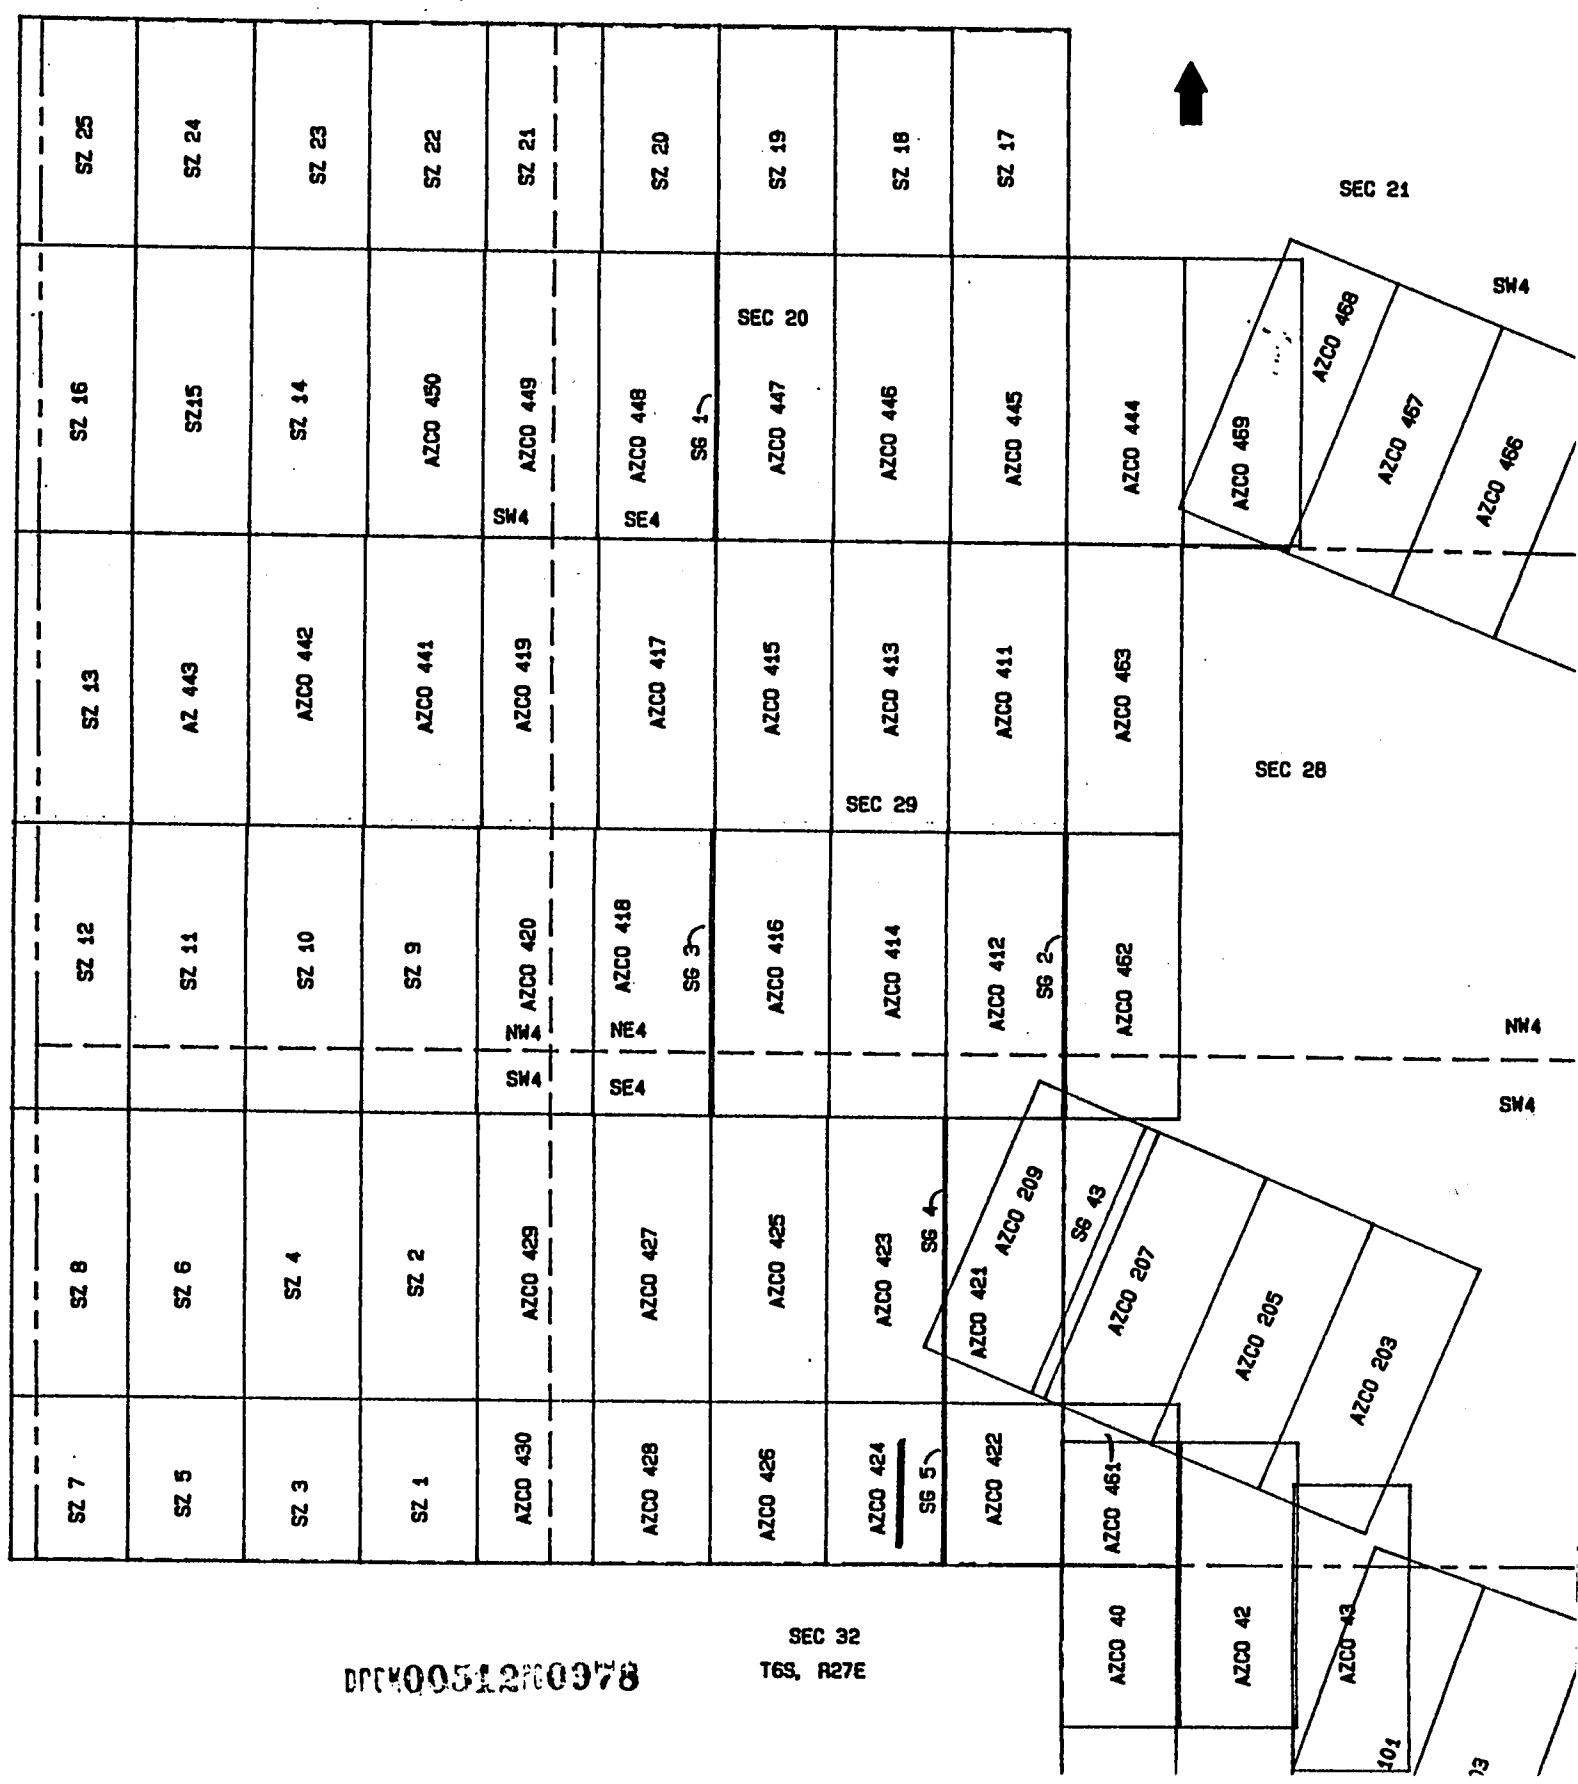 SZ 25
SZ 24
SZ 23
SZ 22
SZ 21
SZ 20
SZ 19
SZ 18
SZ 17
SEC 21
SW4
SEC 20
SZ 16
SZ15
SZ 14
AZCO 450
AZCO 449
AZCO 448
SG 1
AZCO 447
AZCO 446
AZCO 445
AZCO 444
AZCO 469
AZCO 468
AZCO 467
AZCO 466
SW4
SE4
SZ 13
AZ 443
AZCO 442
AZCO 441
AZCO 419
AZCO 417
AZCO 415
AZCO 413
AZCO 411
AZCO 463
SEC 28
SEC 29
SZ 12
SZ 11
SZ 10
SZ 9
AZCO 420
AZCO 418
SG 3
AZCO 416
AZCO 414
AZCO 412
SG 2
AZCO 462
NW4
NE4
NW4
SW4
SE4
SW4
SZ 8
SZ 6
SZ 4
SZ 2
AZCO 429
AZCO 427
AZCO 425
AZCO 423
SG 4
AZCO 421
AZCO 209
SG 43
AZCO 207
AZCO 205
AZCO 203
SZ 7
SZ 5
SZ 3
SZ 1
AZCO 430
AZCO 428
AZCO 426
AZCO 424
SG 5
AZCO 422
AZCO 461
AZCO 40
AZCO 42
AZCO 43
101
03
SEC 32
T6S, R27E